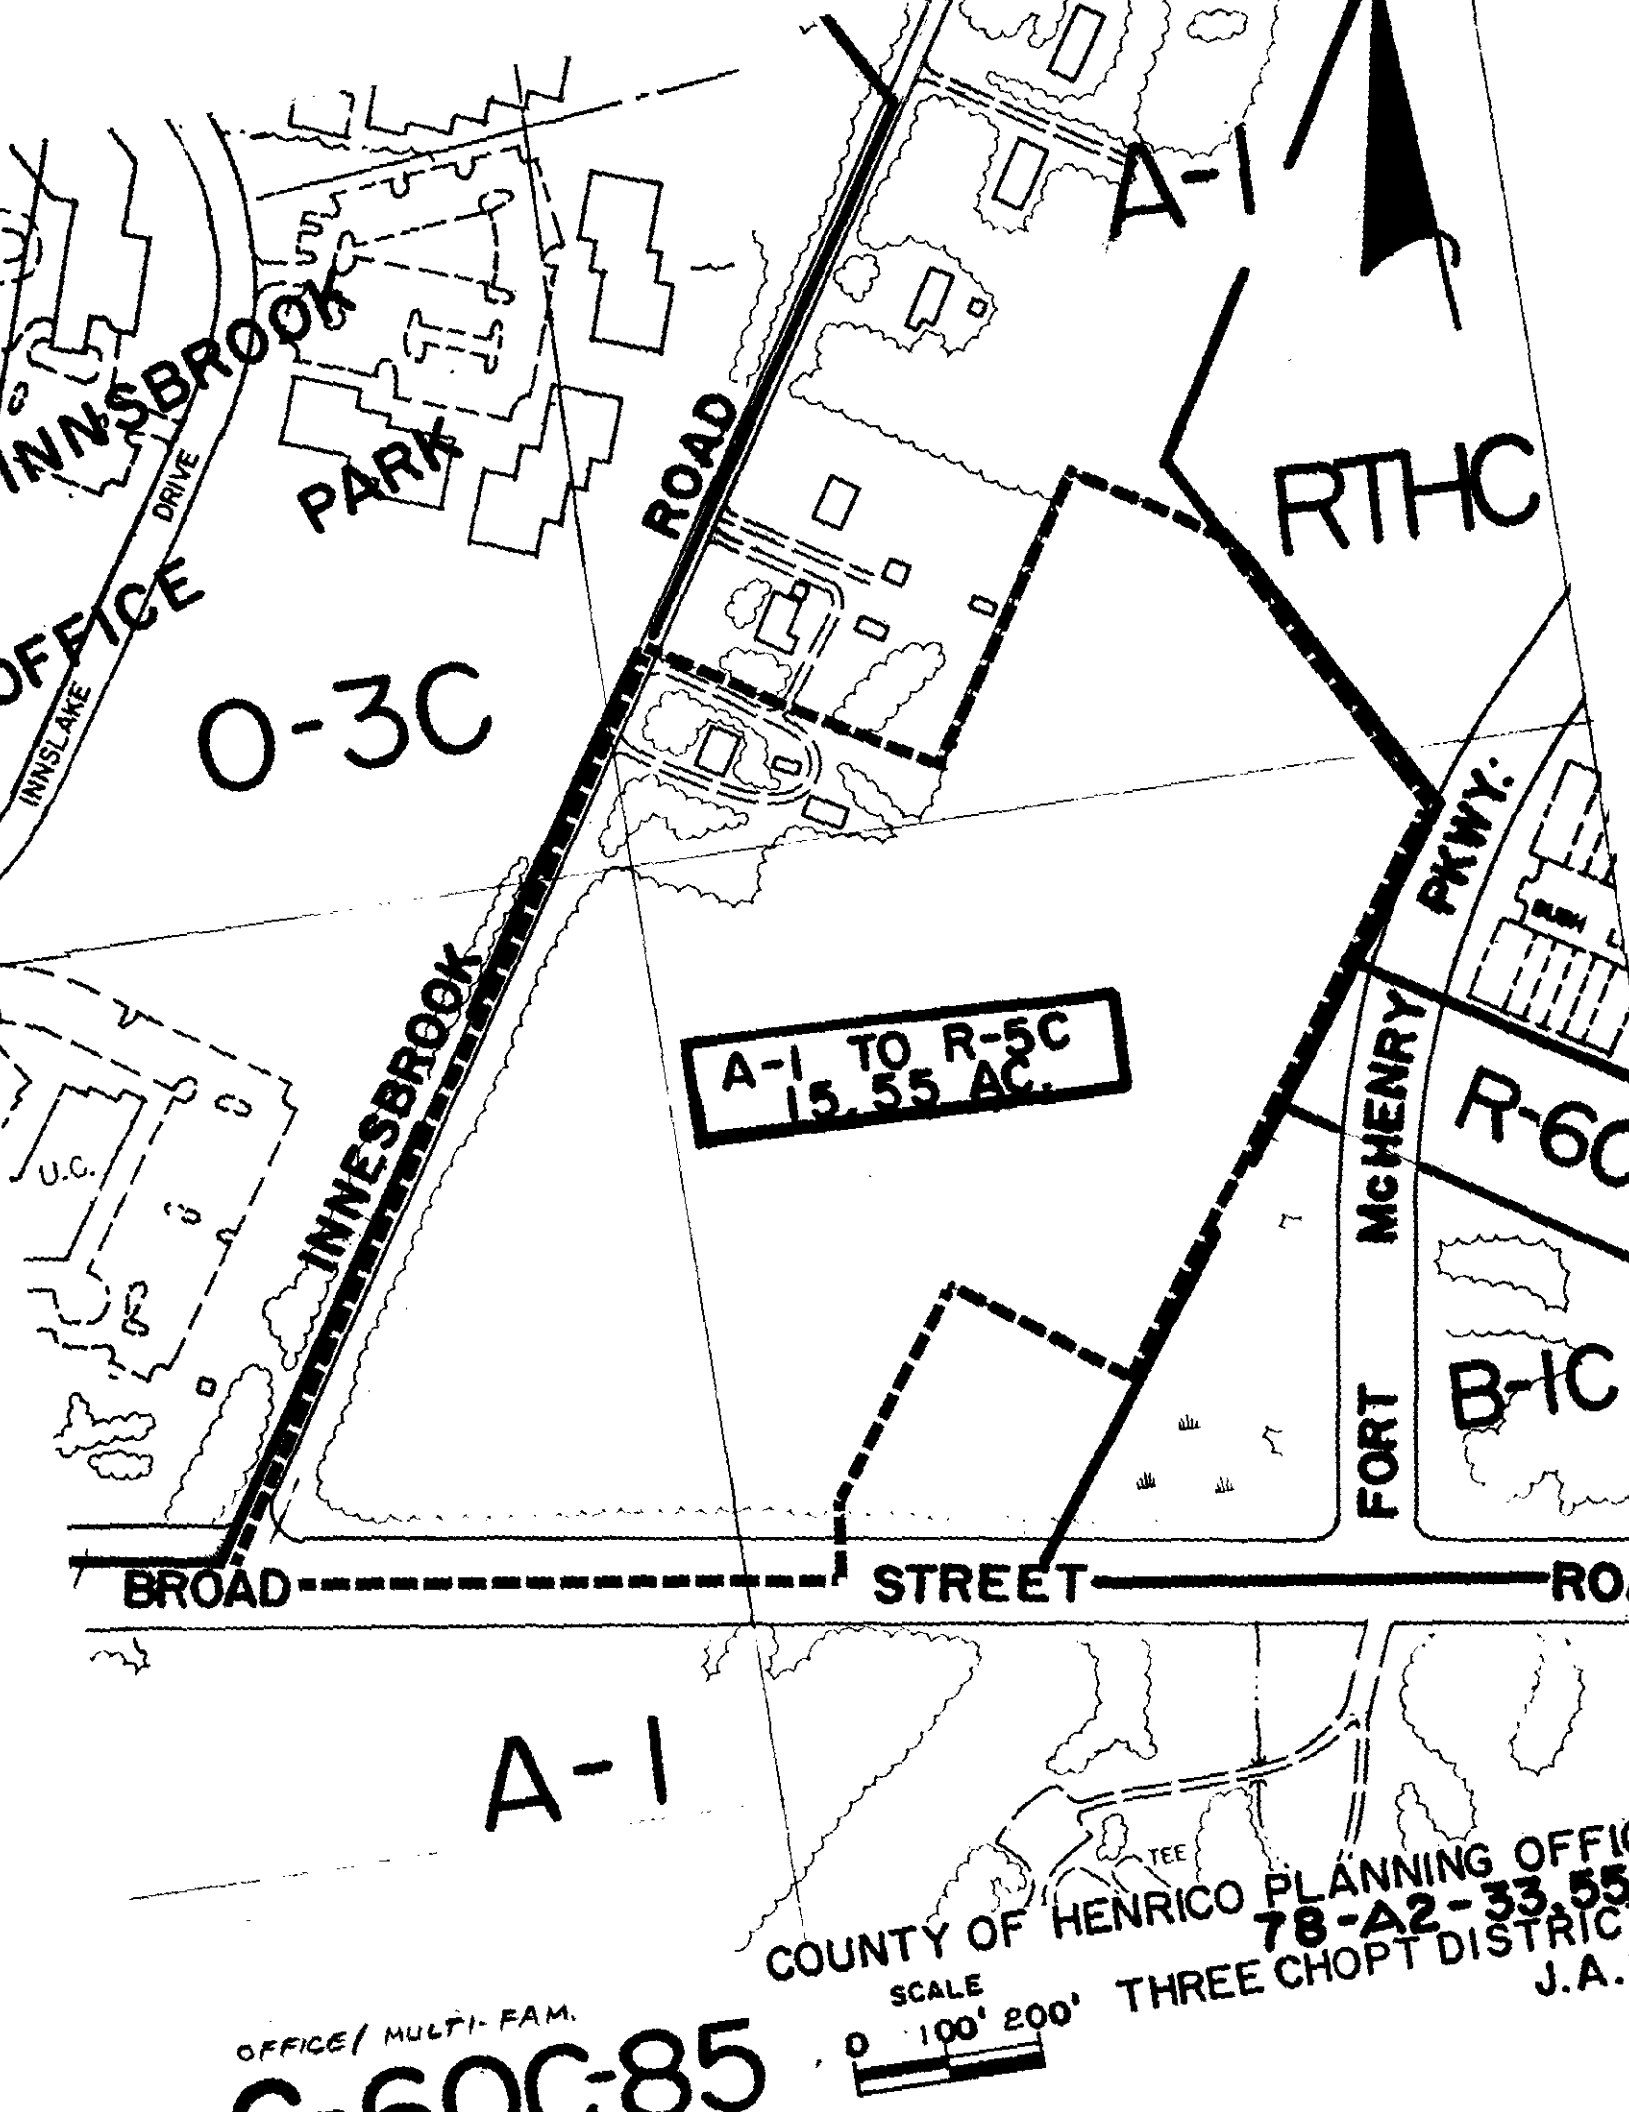 A-1
INNSBROOK
PARK
OFFICE
DRIVE
INNSLAKE
ROAD
RTHC
O-3C
PKWY.
A-1 TO R-5C
15.55 AC.
INNESBROOK
McHENRY
FORT
R-6C
U.C.
B-1C
BROAD
STREET
A-1
TEE
COUNTY OF HENRICO PLANNING
78-A2-33,55
THREE CHOPT
SCALE
0 100' 200'
J.A.
OFFICE/ MULTI-FAM.
C-60C-85